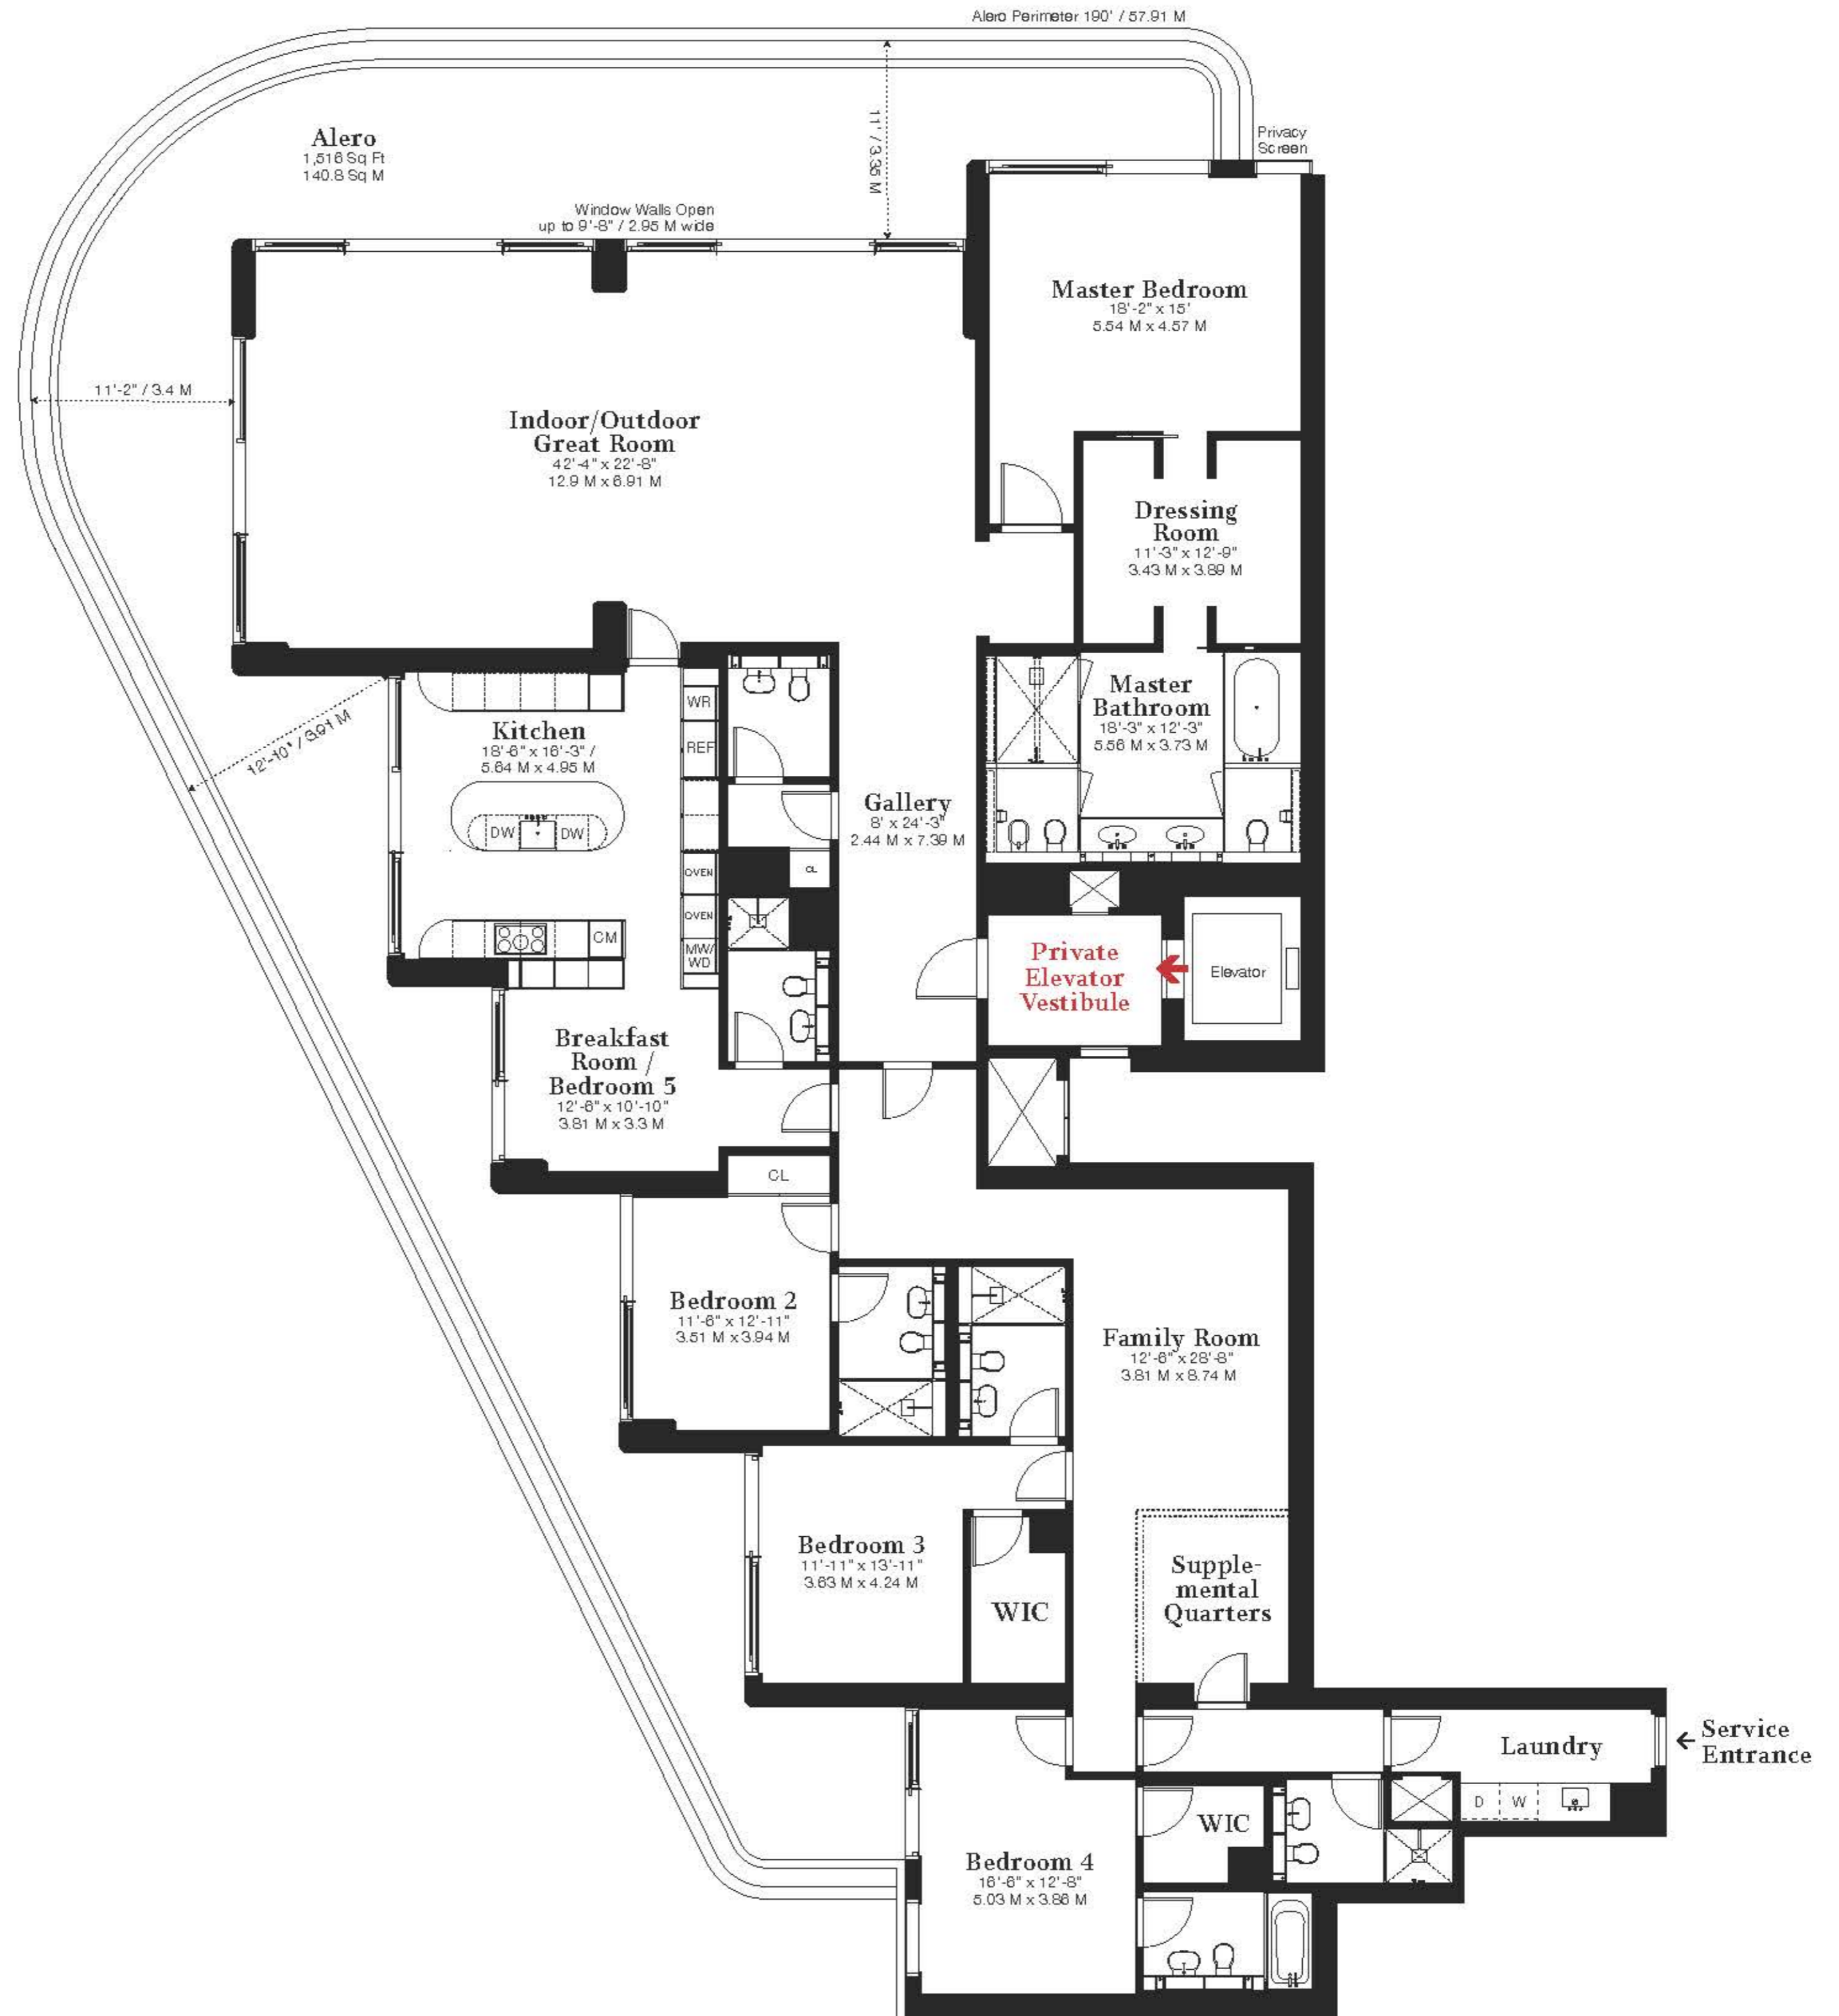 Alero Perimeter 190' / 57.91 M
Alero
1,516 Sq Ft
140.8 Sq M
11' / 3.35 M
Privacy
Screen
Window Walls Open
up to 9'-8" / 2.95 M wide
Master Bedroom
18'-2" x 15'
5.54 M x 4.57 M
11'-2" / 3.4 M
Indoor/Outdoor
Great Room
42'-4" x 22'-8"
12.9 M x 6.91 M
Dressing
Room
11'-3" x 12'-9"
3.43 M x 3.89 M
12'-10" / 3.91 M
Kitchen
18'-6" x 16'-3" /
5.64 M x 4.95 M
WR
REF
DW
DW
OVEN
OVEN
MW/
WD
CM
CL
Master
Bathroom
18'-3" x 12'-3"
5.56 M x 3.73 M
Gallery
8' x 24'-3"
2.44 M x 7.39 M
Private
Elevator
Vestibule
Elevator
Breakfast
Room /
Bedroom 5
12'-6" x 10'-10"
3.81 M x 3.3 M
CL
Bedroom 2
11'-6" x 12'-11"
3.51 M x 3.94 M
Family Room
12'-6" x 28'-8"
3.81 M x 8.74 M
Bedroom 3
11'-11" x 13'-11"
3.63 M x 4.24 M
WIC
Supple-
mental
Quarters
Laundry
Service
Entrance
D
W
WIC
Bedroom 4
16'-6" x 12'-8"
5.03 M x 3.86 M